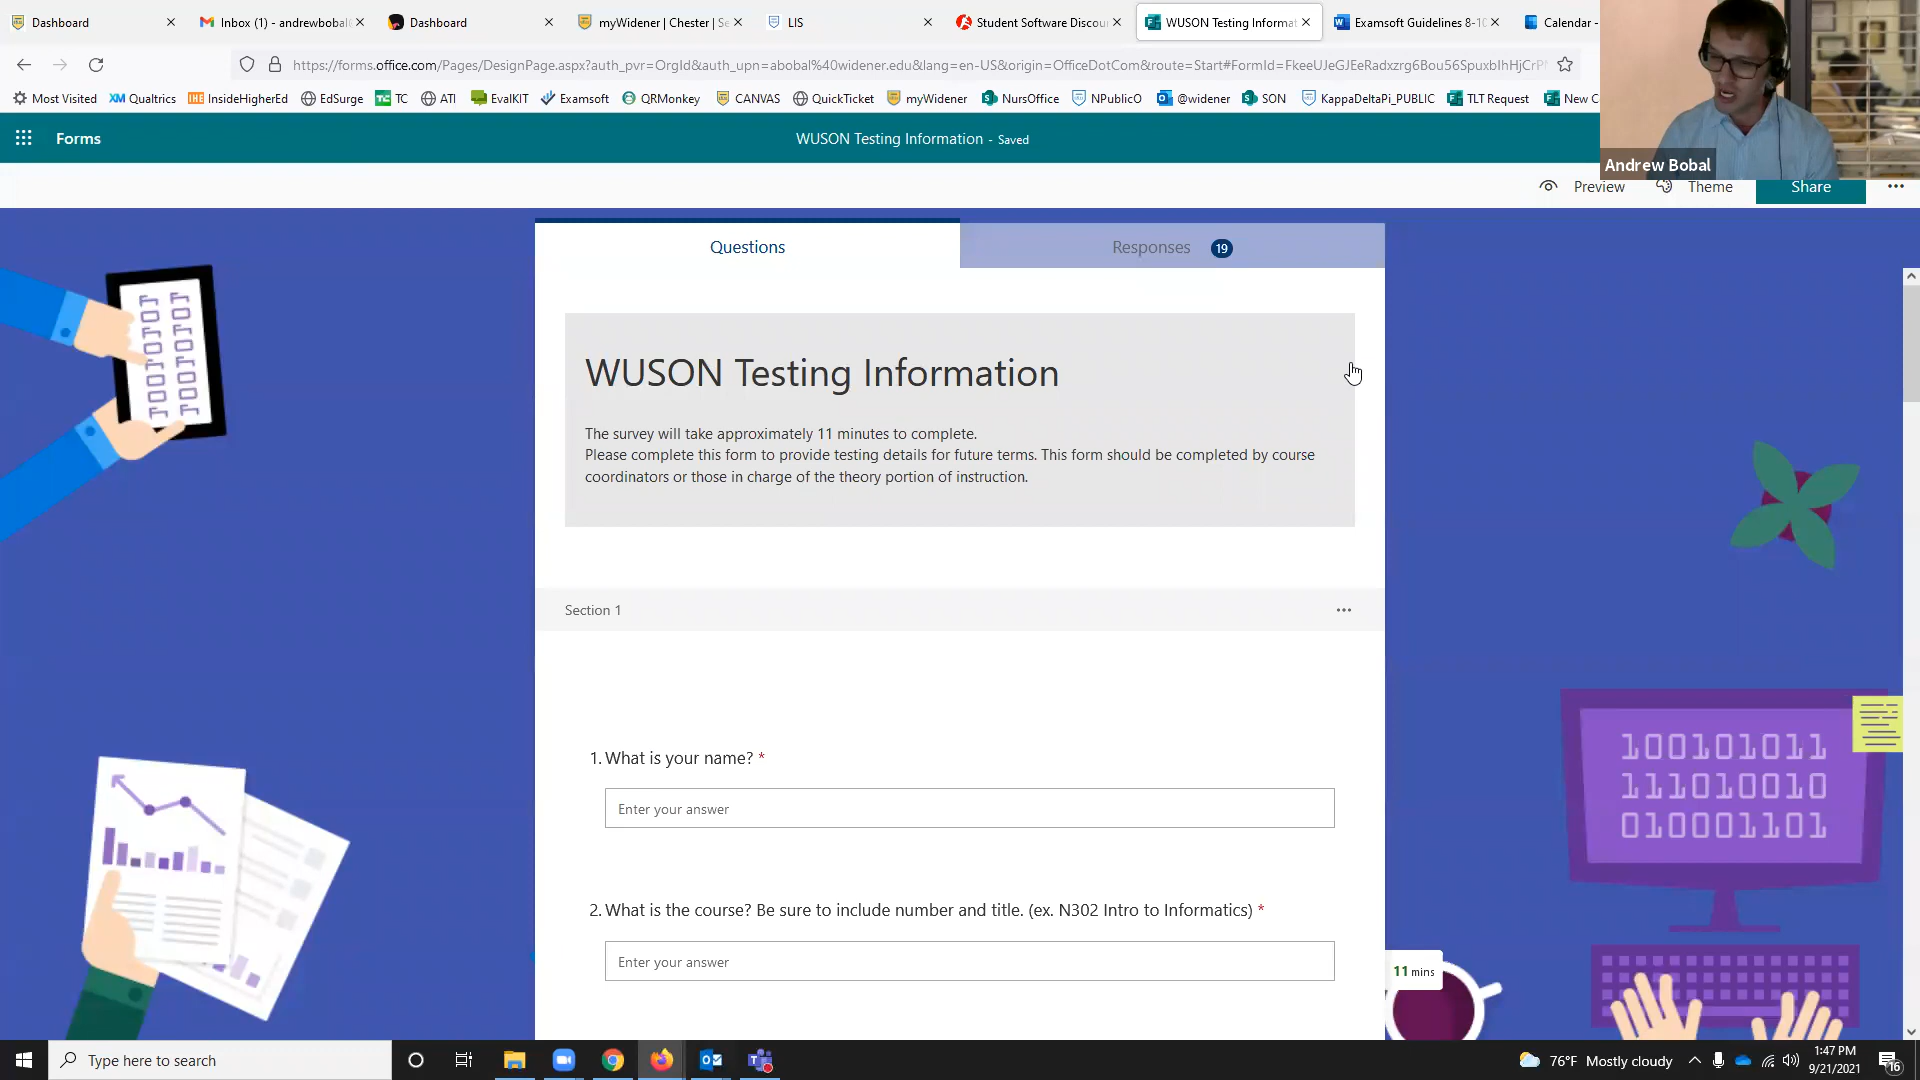 Dashboard
Inbox (1) - andrewbobal
Dashboard
myWidener | Chester | Se
LIS
Student Software Discou
WUSON Testing Informat
Examsoft Guidelines 8-10
Calendar -
https://forms.office.com/Pages/DesignPage.aspx?auth_pvr=OrgId&auth_upn=abobal%40widener.edu&lang=en-US&origin=OfficeDotCom&route=Start#FormId=
Most Visited
XM Qualtrics
IHE InsideHigherEd
EdSurge
TC TC
ATI
EvalKIT
Examsoft
QRMonkey
CANVAS
QuickTicket
myWidener
NursOffice
NPublicO
@widener
SON
KappaDeltaPi_PUBLIC
TLT Request
New C
Forms
WUSON Testing Information - Saved
Andrew Bobal
Preview
Theme
Share
Questions
Responses 19
WUSON Testing Information
The survey will take approximately 11 minutes to complete.
Please complete this form to provide testing details for future terms. This form should be completed by course
coordinators or those in charge of the theory portion of instruction.
Section 1
1. What is your name? *
Enter your answer
2. What is the course? Be sure to include number and title. (ex. N302 Intro to Informatics) *
Enter your answer
100101011
111010010
010001101
11 mins
Type here to search
76°F Mostly cloudy
1:47 PM
9/21/2021
16